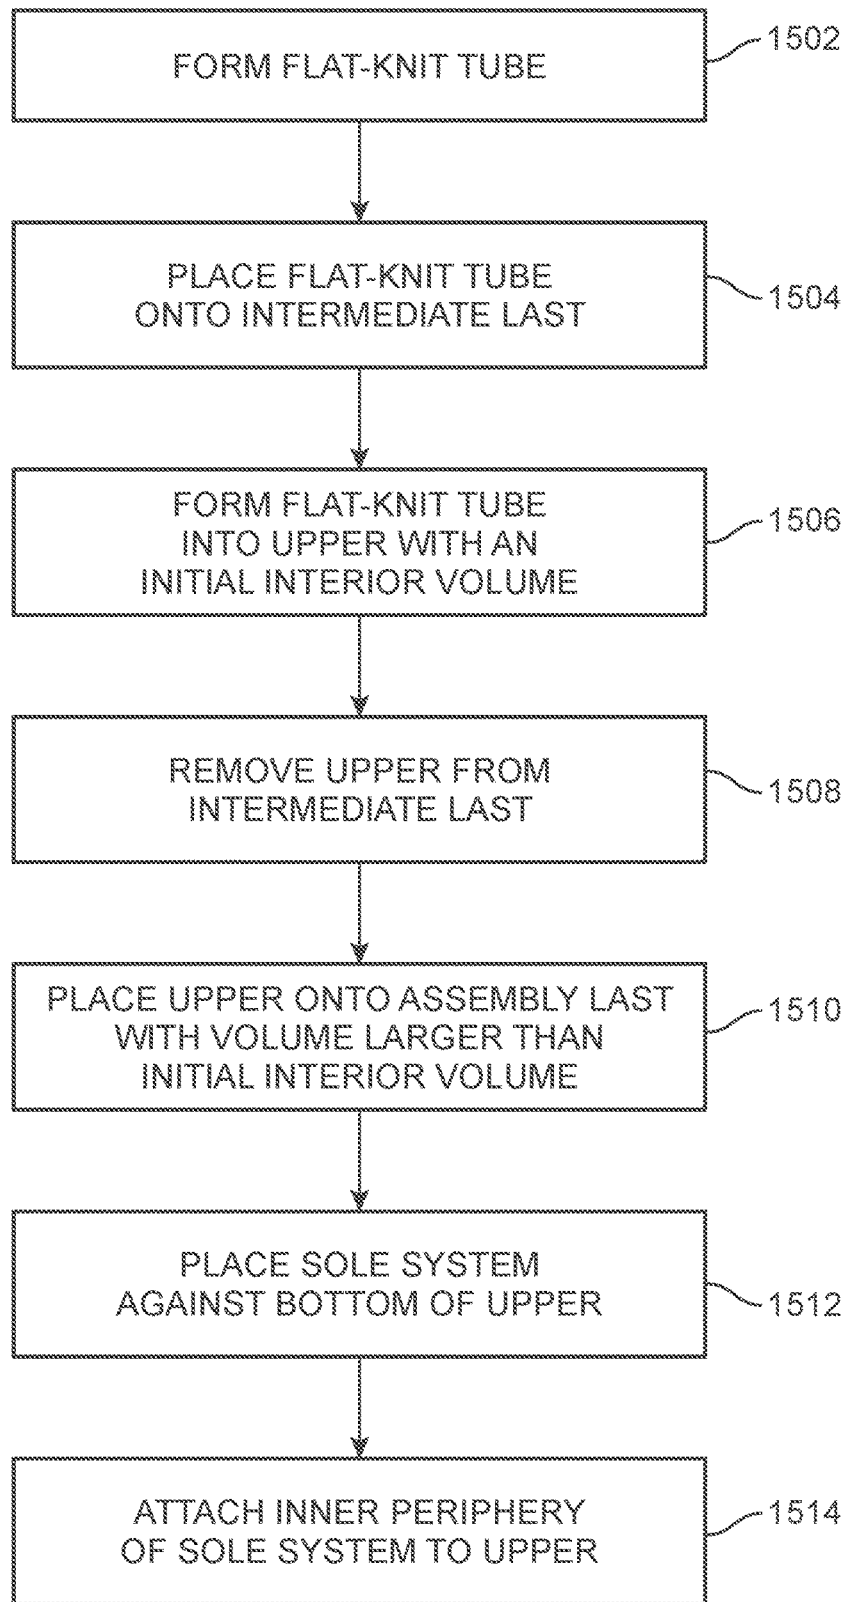 FORM FLAT-KNIT TUBE
1502
PLACE FLAT-KNIT TUBE
ONTO INTERMEDIATE LAST
1504
FORM FLAT-KNIT TUBE
INTO UPPER WITH AN
INITIAL INTERIOR VOLUME
1506
REMOVE UPPER FROM
INTERMEDIATE LAST
1508
PLACE UPPER ONTO ASSEMBLY LAST
WITH VOLUME LARGER THAN
INITIAL INTERIOR VOLUME
1510
PLACE SOLE SYSTEM
AGAINST BOTTOM OF UPPER
1512
ATTACH INNER PERIPHERY
OF SOLE SYSTEM TO UPPER
1514